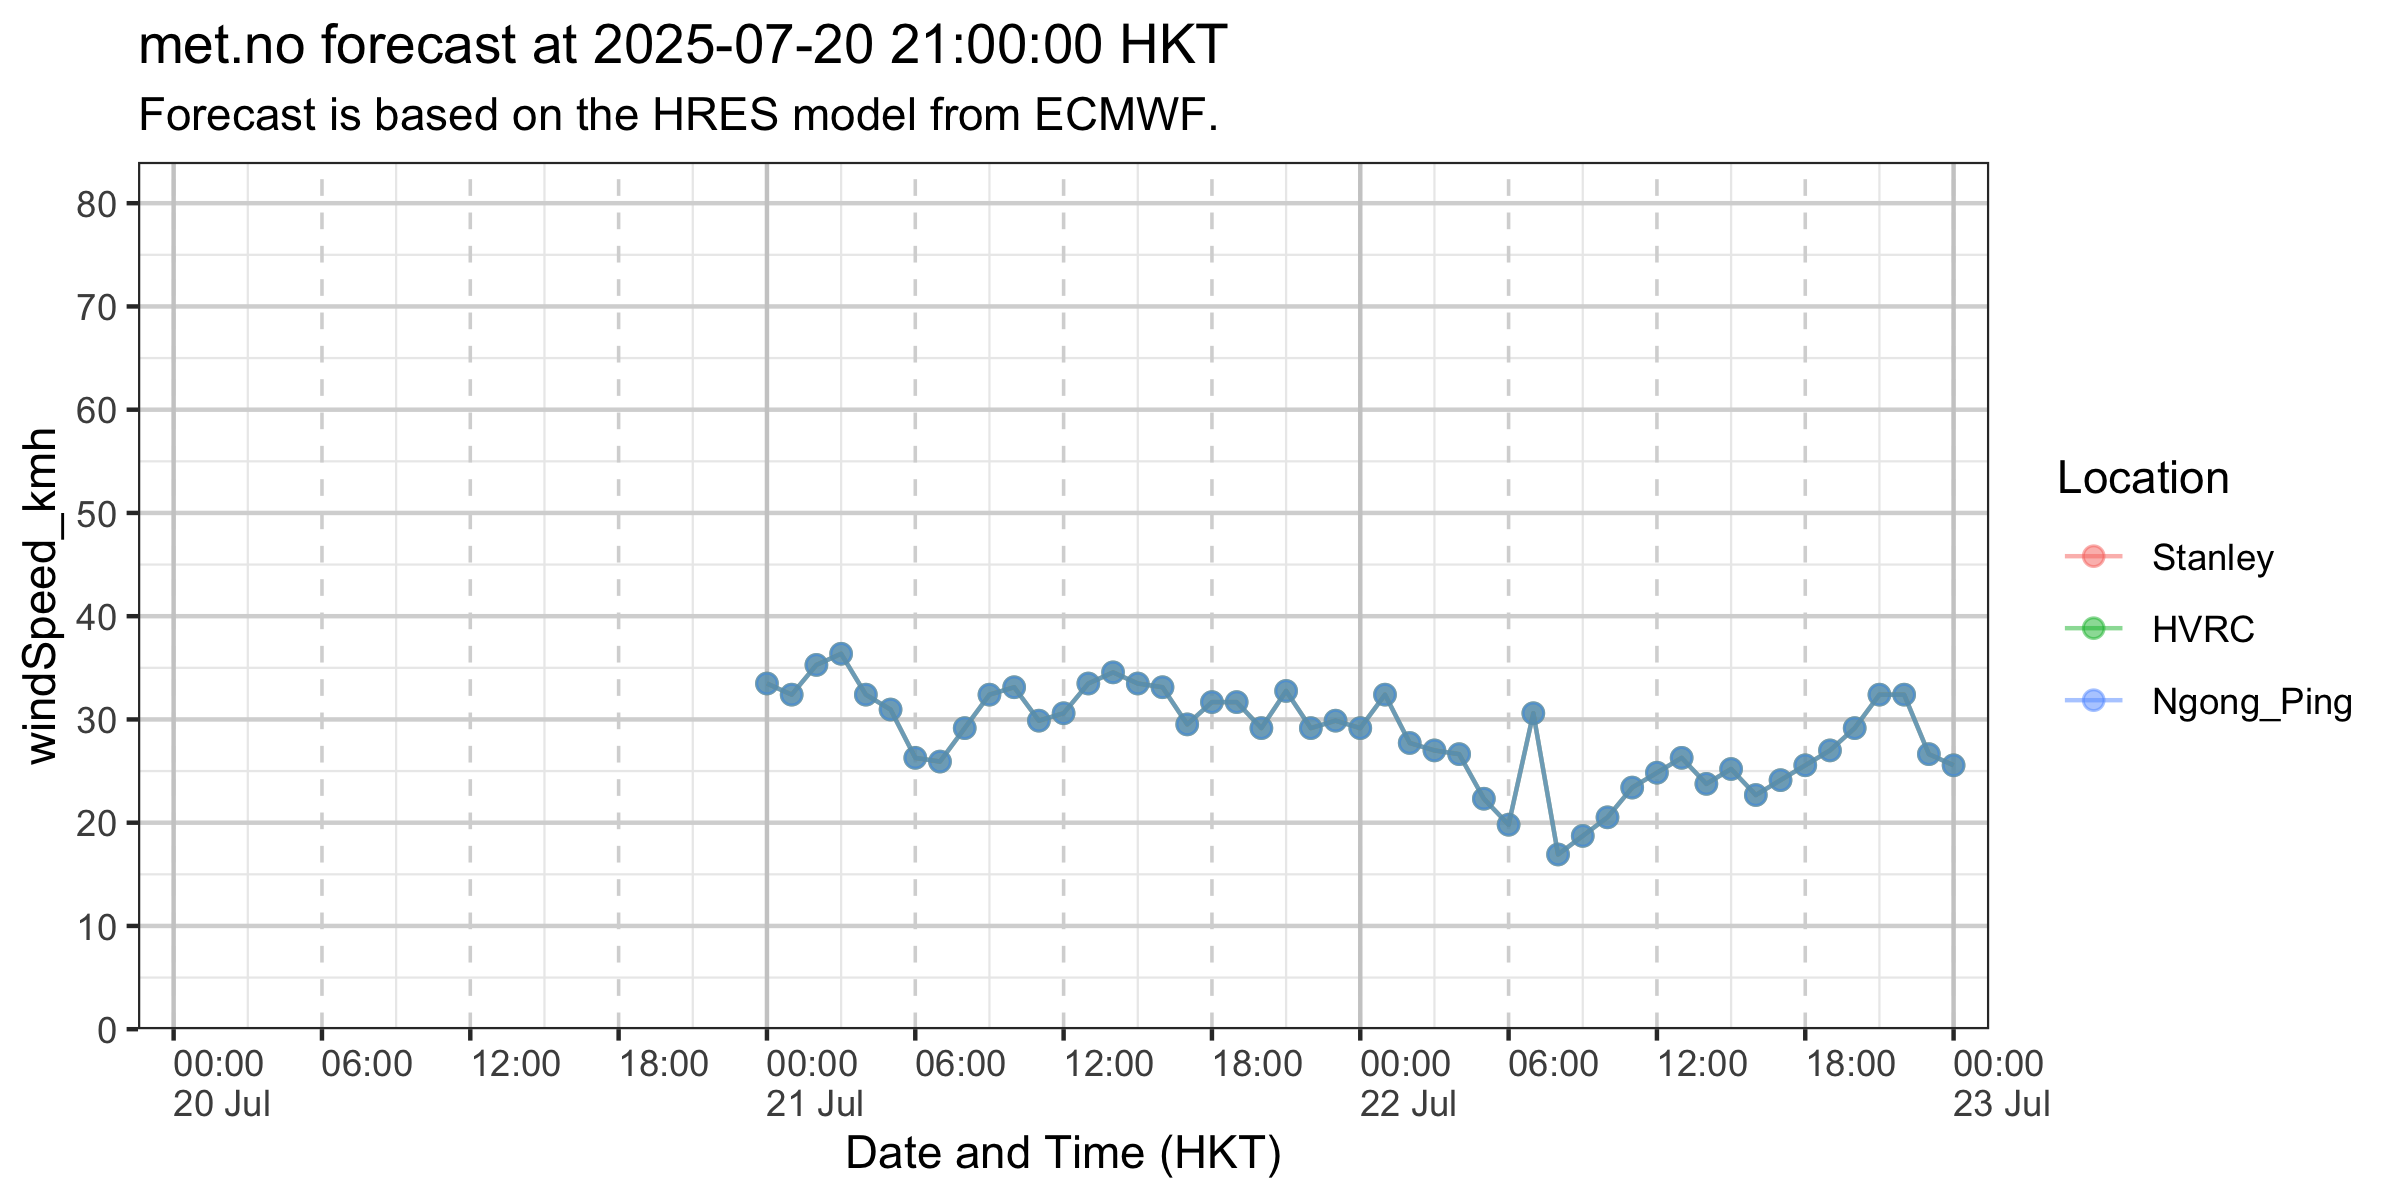 met.no forecast at 2025-07-20 21:00:00 HKT
Forecast is based on the HRES model from ECMWF.
windSpeed_kmh
80
70
60
50
40
30
20
10
0
00:00 06:00 12:00 18:00 00:00 06:00 12:00 18:00 00:00 06:00 12:00 18:00 00:00
20 Jul 21 Jul 22 Jul 23 Jul
Date and Time (HKT)
Location
Stanley
HVRC
Ngong_Ping